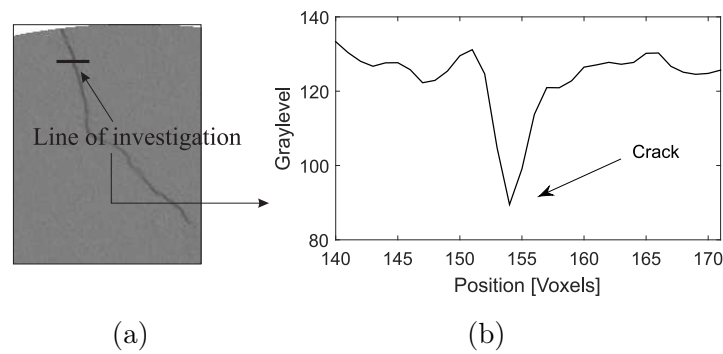 Line of investigation
(a)
Graylevel
140
120
100
80
140 145 150 155 160 165 170
Position [Voxels]
Crack
(b)